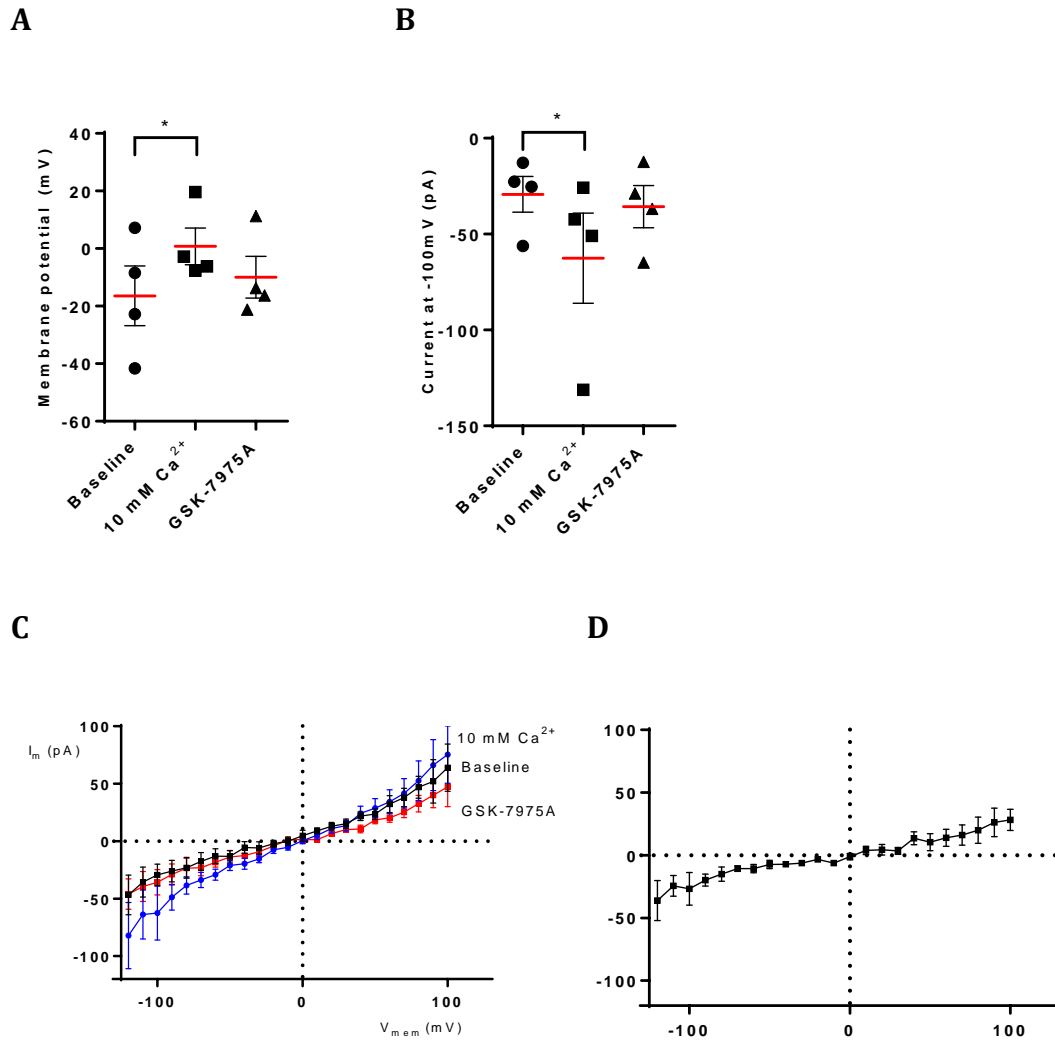 A
B
*
40
20
0
-20
-40
-60
Membrane potential (mV)
Baseline
10 mM Ca²⁺
GSK-7975A
*
0
-50
-100
-150
Current at -100mV (pA)
Baseline
10 mM Ca²⁺
GSK-7975A
C
D
100
50
0
-50
-100
Iₘ (pA)
10 mM Ca²⁺
Baseline
GSK-7975A
-100
0
100
Vₘₑₘ (mV)
100
50
0
-50
-100
-100
0
100